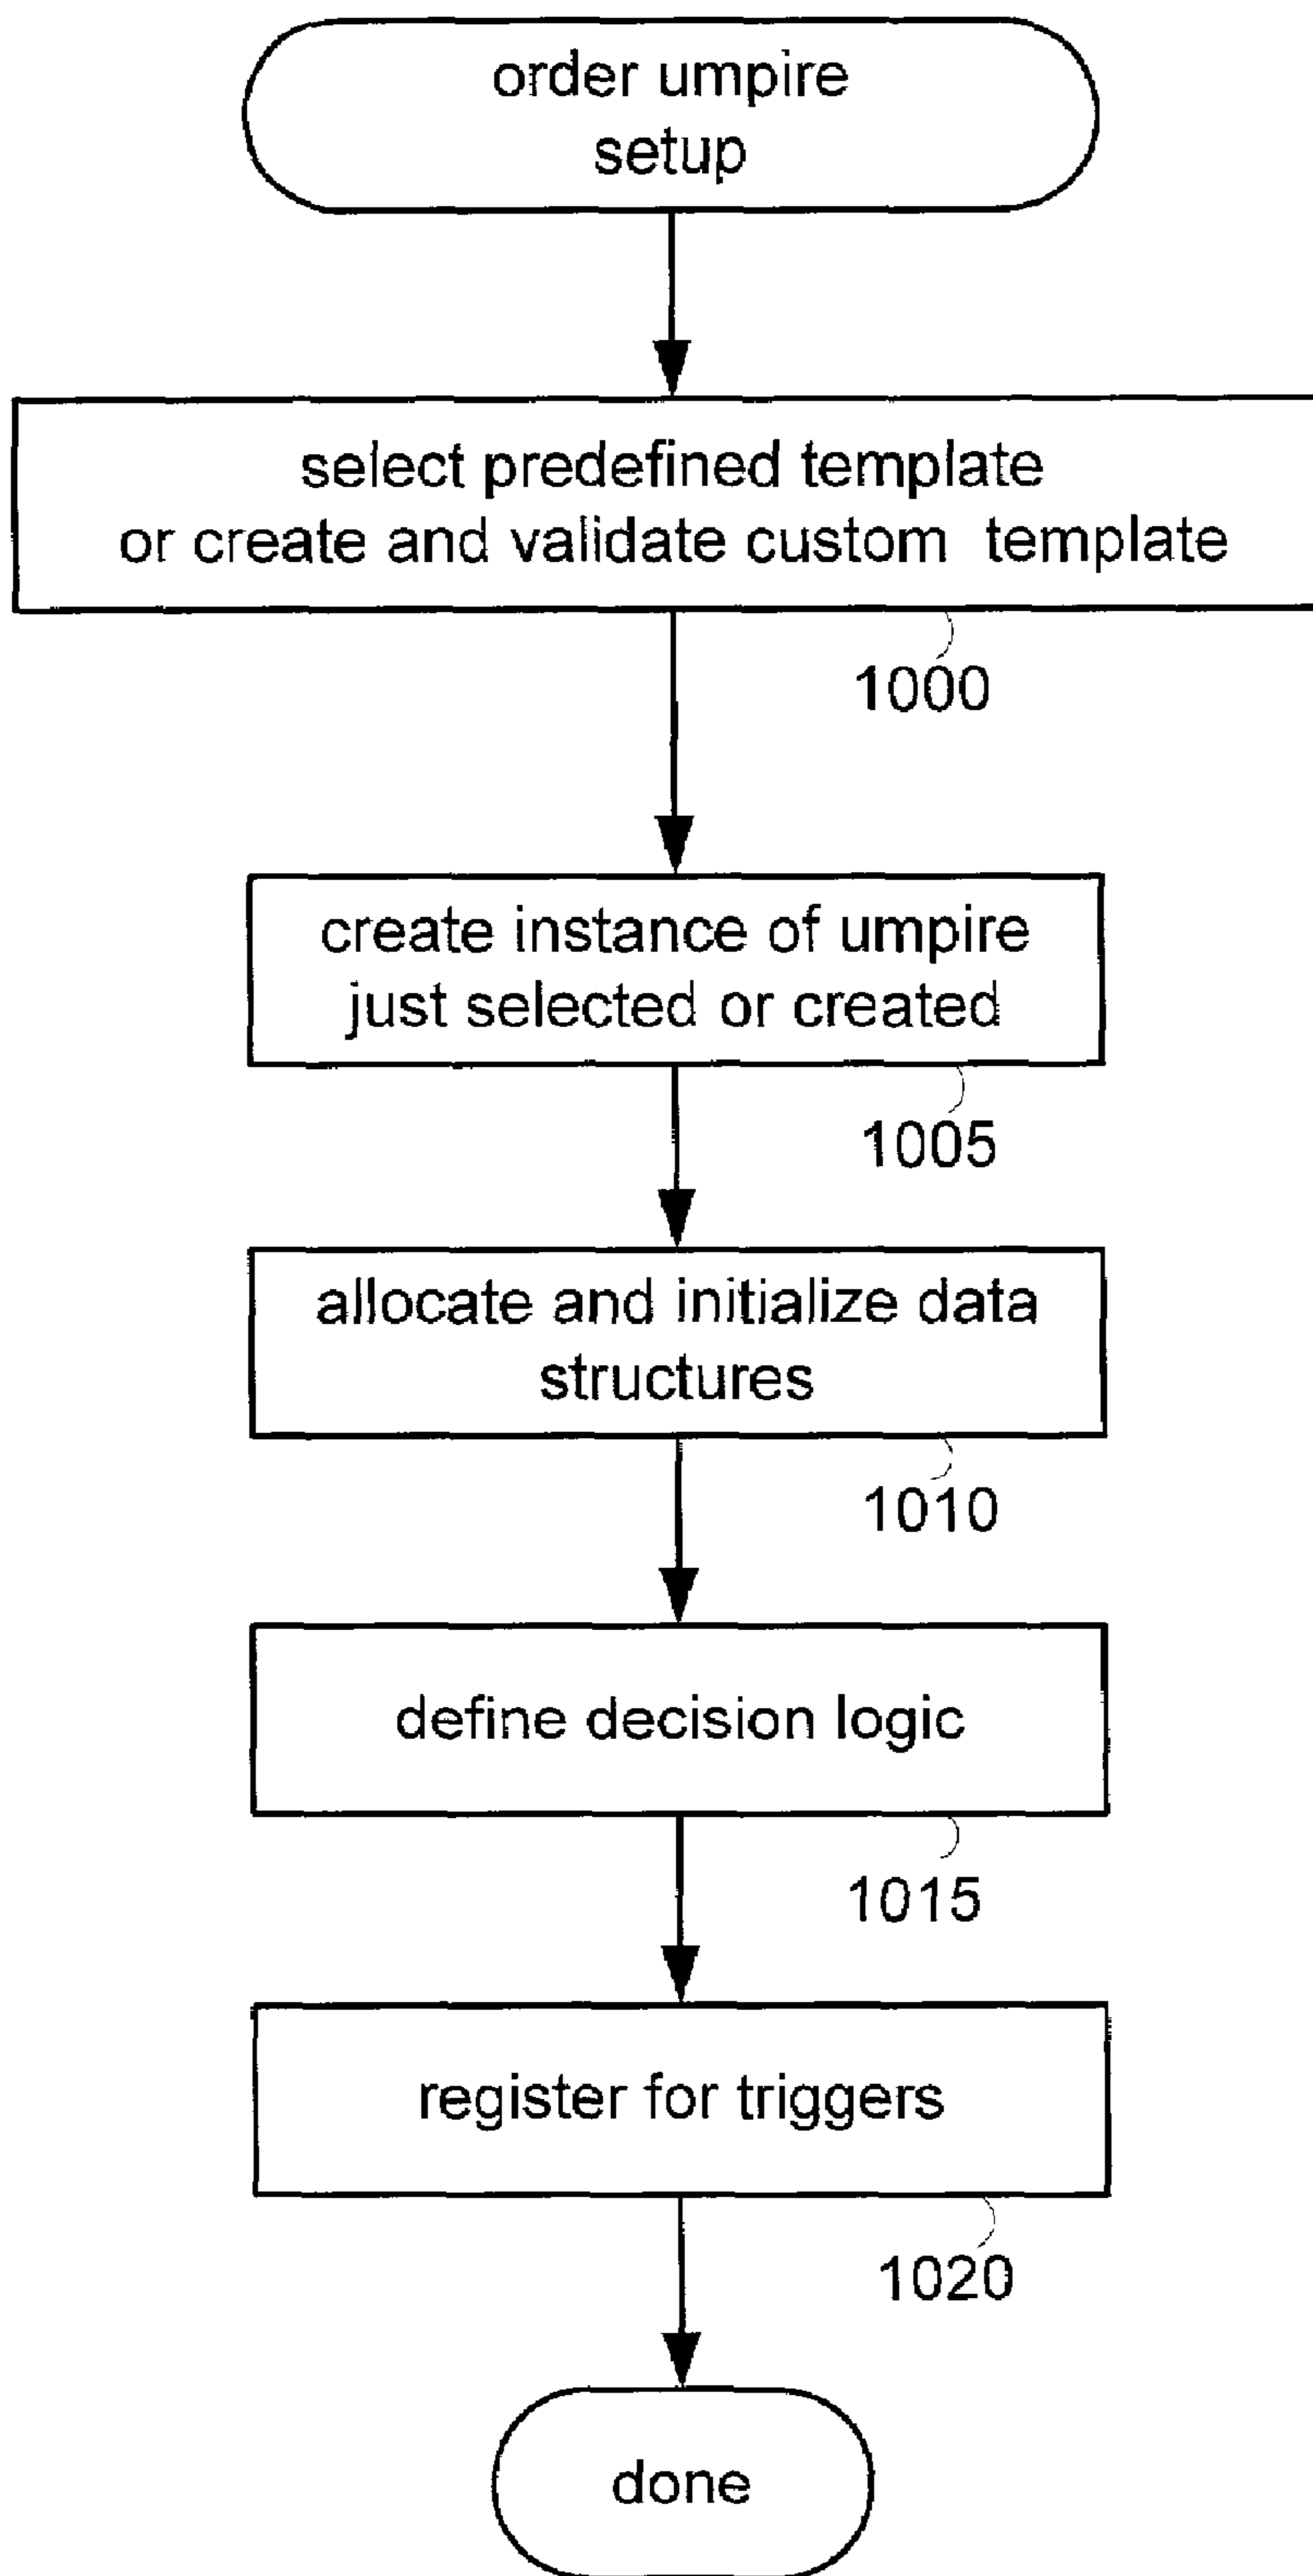 order umpire
setup
select predefined template
or create and validate custom template
1000
create instance of umpire
just selected or created
1005
allocate and initialize data
structures
1010
define decision logic
1015
register for triggers
1020
done